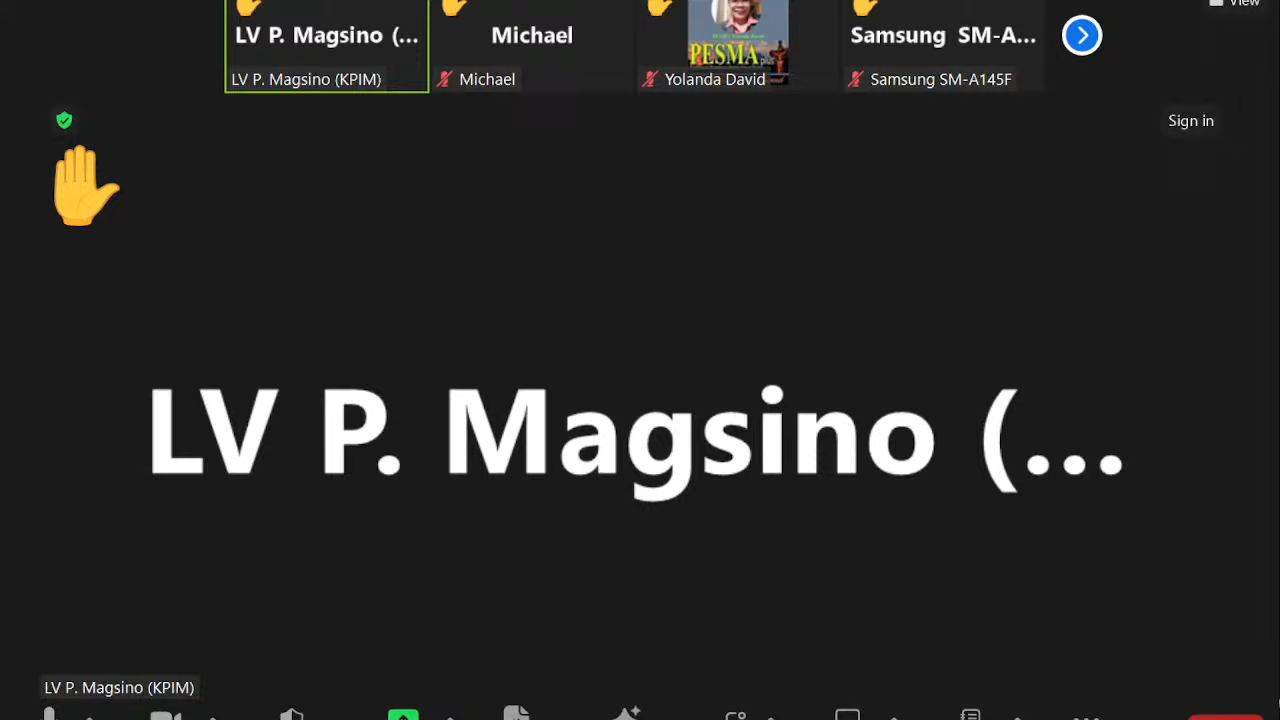 View
LV P. Magsino (...
Michael
PESMA
Samsung SM-A...
LV P. Magsino (KPIM)
Michael
Yolanda David
Samsung SM-A145F
Sign in
LV P. Magsino (...
LV P. Magsino (KPIM)